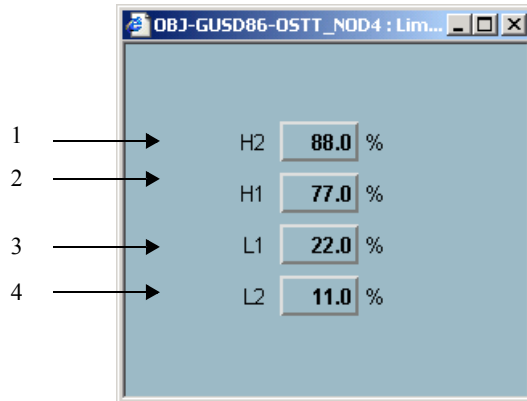 OBJ-GUSD86-OSTT_NOD4 : Lim...
1 H2 88.0 %
2 H1 77.0 %
3 L1 22.0 %
4 L2 11.0 %